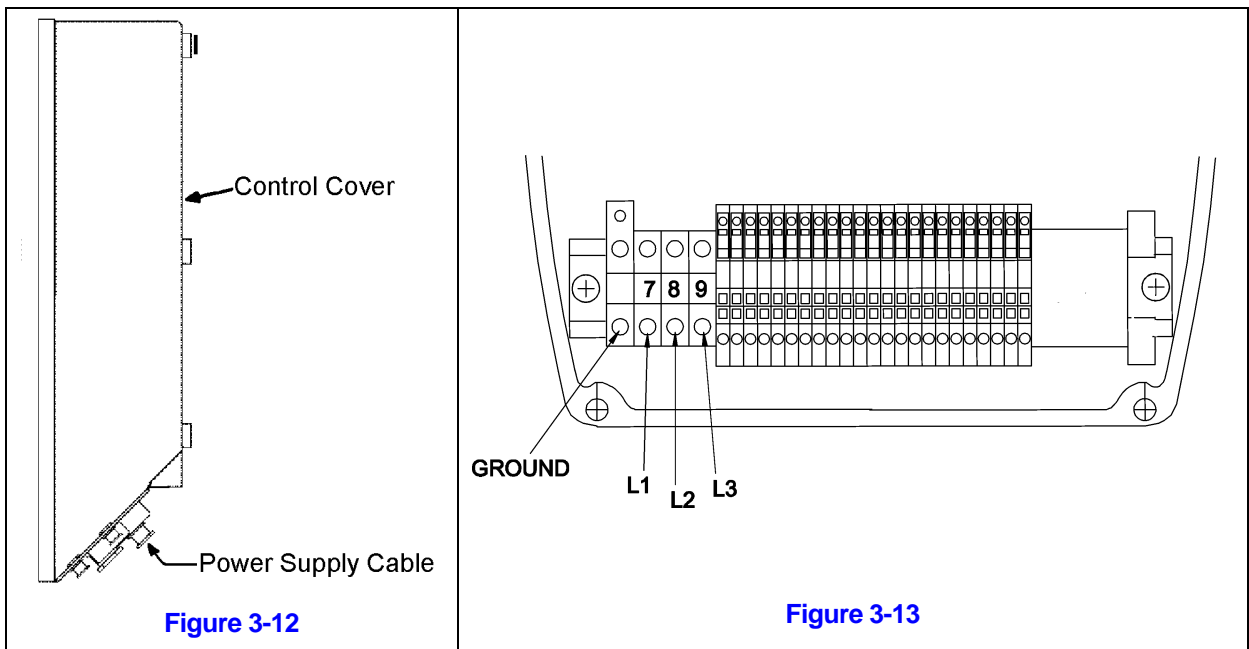 Control Cover
Power Supply Cable
Figure 3-12
7 8 9
GROUND
L1
L2
L3
Figure 3-13